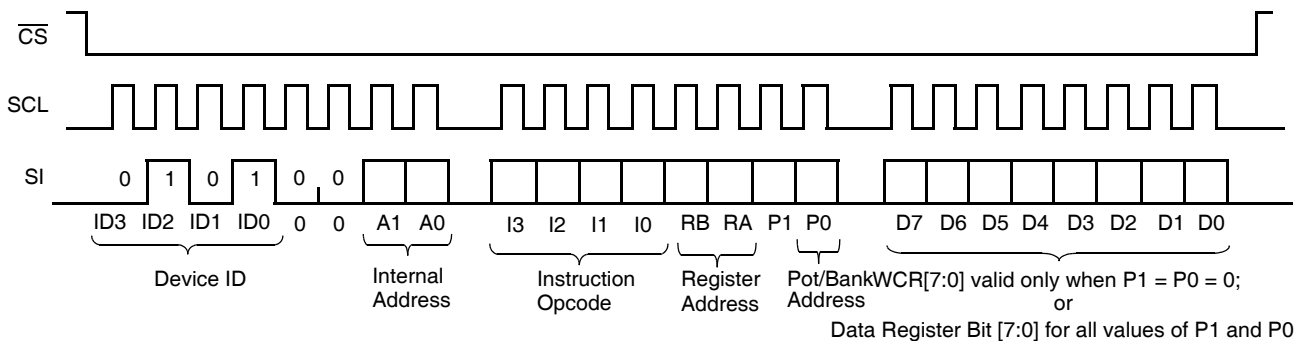 CS
SCL
SI 0 1 0 1 0 0
ID3 ID2 ID1 ID0 0 0 A1 A0 I3 I2 I1 I0 RB RA P1 P0 D7 D6 D5 D4 D3 D2 D1 D0
Device ID
Internal
Address
Instruction
Opcode
Register
Address
Pot/Bank
Address
WCR[7:0] valid only when P1 = P0 = 0;
or
Data Register Bit [7:0] for all values of P1 and P0